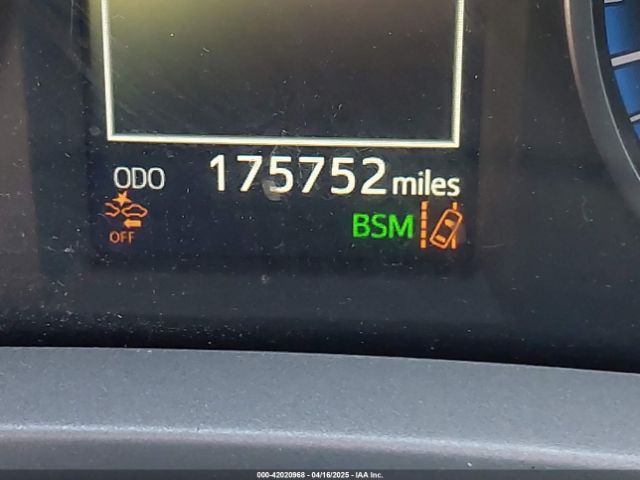 ODO 175752 miles
OFF BSM
000-42020968 - 04/16/2025 - IAA Inc.